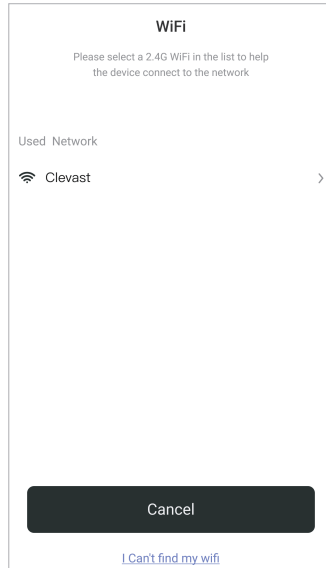 WiFi
Please select a 2.4G WiFi in the list to help
the device connect to the network
Used Network
Clevast
Cancel
I Can't find my wifi